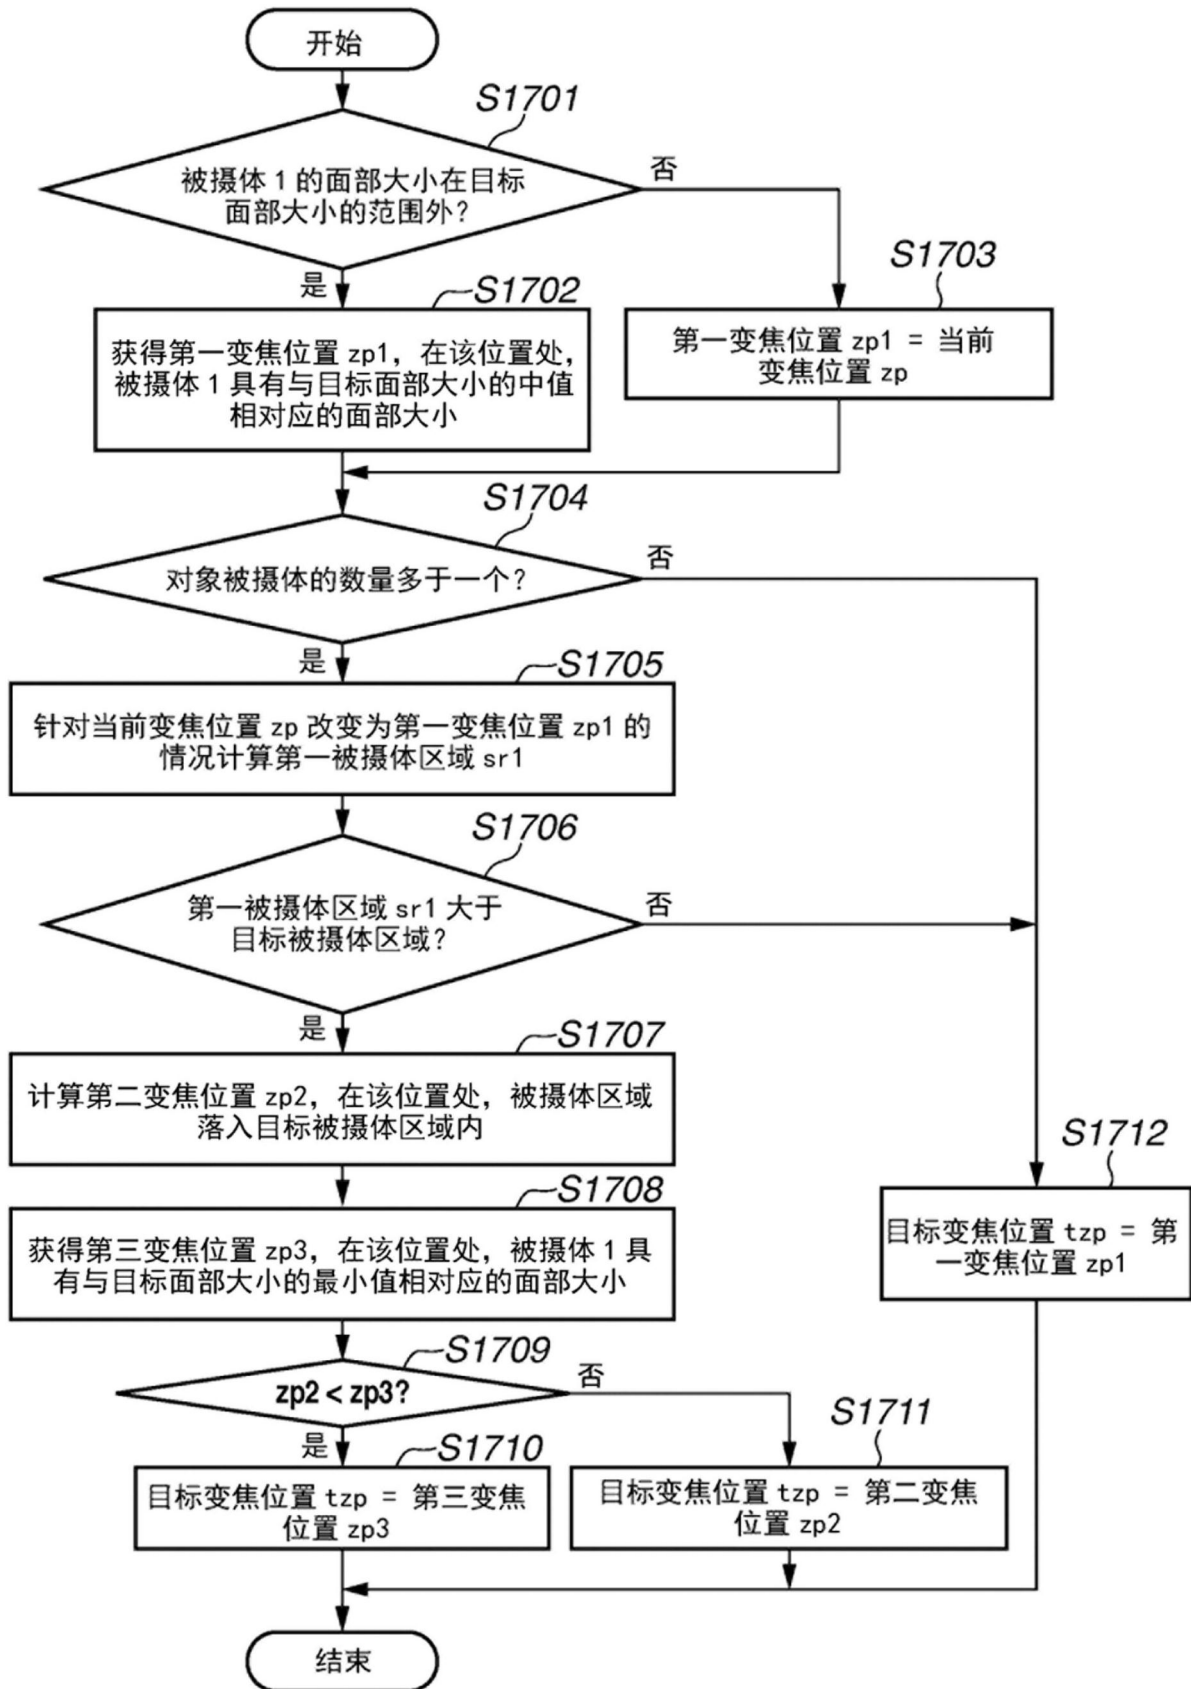 开始
S1701
被摄体 1 的面部大小在目标
面部大小的范围外?
否
是
S1702
S1703
获得第一变焦位置 zp1, 在该位置处,
被摄体 1 具有与目标面部大小的中值
相对应的面部大小
第一变焦位置 zp1 = 当前
变焦位置 zp
S1704
对象被摄体的数量多于一个?
否
是
S1705
针对当前变焦位置 zp 改变为第一变焦位置 zp1 的
情况计算第一被摄体区域 sr1
S1706
第一被摄体区域 sr1 大于
目标被摄体区域?
否
是
S1707
计算第二变焦位置 zp2, 在该位置处, 被摄体区域
落入目标被摄体区域内
S1708
获得第三变焦位置 zp3, 在该位置处, 被摄体 1 具
有与目标面部大小的最小值相对应的面部大小
S1712
目标变焦位置 tzp = 第
一变焦位置 zp1
S1709
zp2 < zp3?
否
是
S1710
目标变焦位置 tzp = 第三变焦
位置 zp3
S1711
目标变焦位置 tzp = 第二变焦
位置 zp2
结束